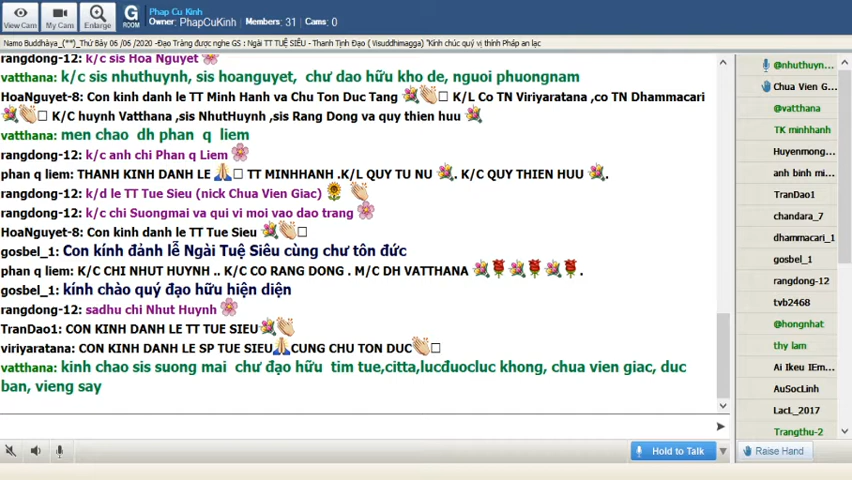 Phap Cu Kinh
Owner: PhapCuKinh Members: 31 Cams: 0
View Cam My Cams Enlarge G ROOM
Namo Buddhàya_(**)_Thứ Bảy 06 /06 /2020 -Đạo Tràng được nghe GS : Ngài TT TUỆ SIÊU - Thanh Tịnh Đạo ( Visuddhimagga) "Kính chúc quý vị thính Pháp an lạc
rangdong-12: k/c sis Hoa Nguyet
vatthana: k/c sis nhuthuynh, sis hoanguyet, chư dao hữu kho de, nguoi phuongnam
HoaNguyet-8: Con kinh danh le TT Minh Hanh va Chu Ton Duc Tang K/L Co TN Viriyaratana ,co TN Dhammacari
K/C huynh Vatthana ,sis NhutHuynh ,sis Rang Dong va quy thien huu
vatthana: men chao dh phan q liem
rangdong-12: k/c anh chi Phan q Liem
phan q liem: THANH KINH DANH LE TT MINHHANH .K/L QUY TU NU . K/C QUY THIEN HUU .
rangdong-12: k/d le TT Tue Sieu (nick Chua Vien Giac)
rangdong-12: k/c chi Suongmai va qui vi moi vao dao trang
HoaNguyet-8: Con kinh danh le TT Tue Sieu
gosbel_1: Con kính đảnh lễ Ngài Tuệ Siêu cùng chư tôn đức
phan q liem: K/C CHI NHUT HUYNH .. K/C CO RANG DONG . M/C DH VATTHANA .
gosbel_1: kính chào quý đạo hữu hiện diện
rangdong-12: sadhu chi Nhut Huynh
TranDao1: CON KINH DANH LE TT TUE SIEU
viriyaratana: CON KINH DANH LE SP TUE SIEU CUNG CHU TON DUC
vatthana: kinh chao sis suong mai chư đạo hữu tim tue,citta,lucđuocluc khong, chua vien giac, duc
ban, vieng say
@nhuthuyn...
Chua Vien G...
@vatthana
TK minhhanh
Huyenmong...
anh binh mi...
TranDao1
chandara_7
dhammacari_1
gosbel_1
rangdong-12
tvb2468
@hongnhat
thy lam
Ai Ikeu IEm...
AuSocLinh
LacL_2017
Trangthu-2
Hold to Talk
Raise Hand